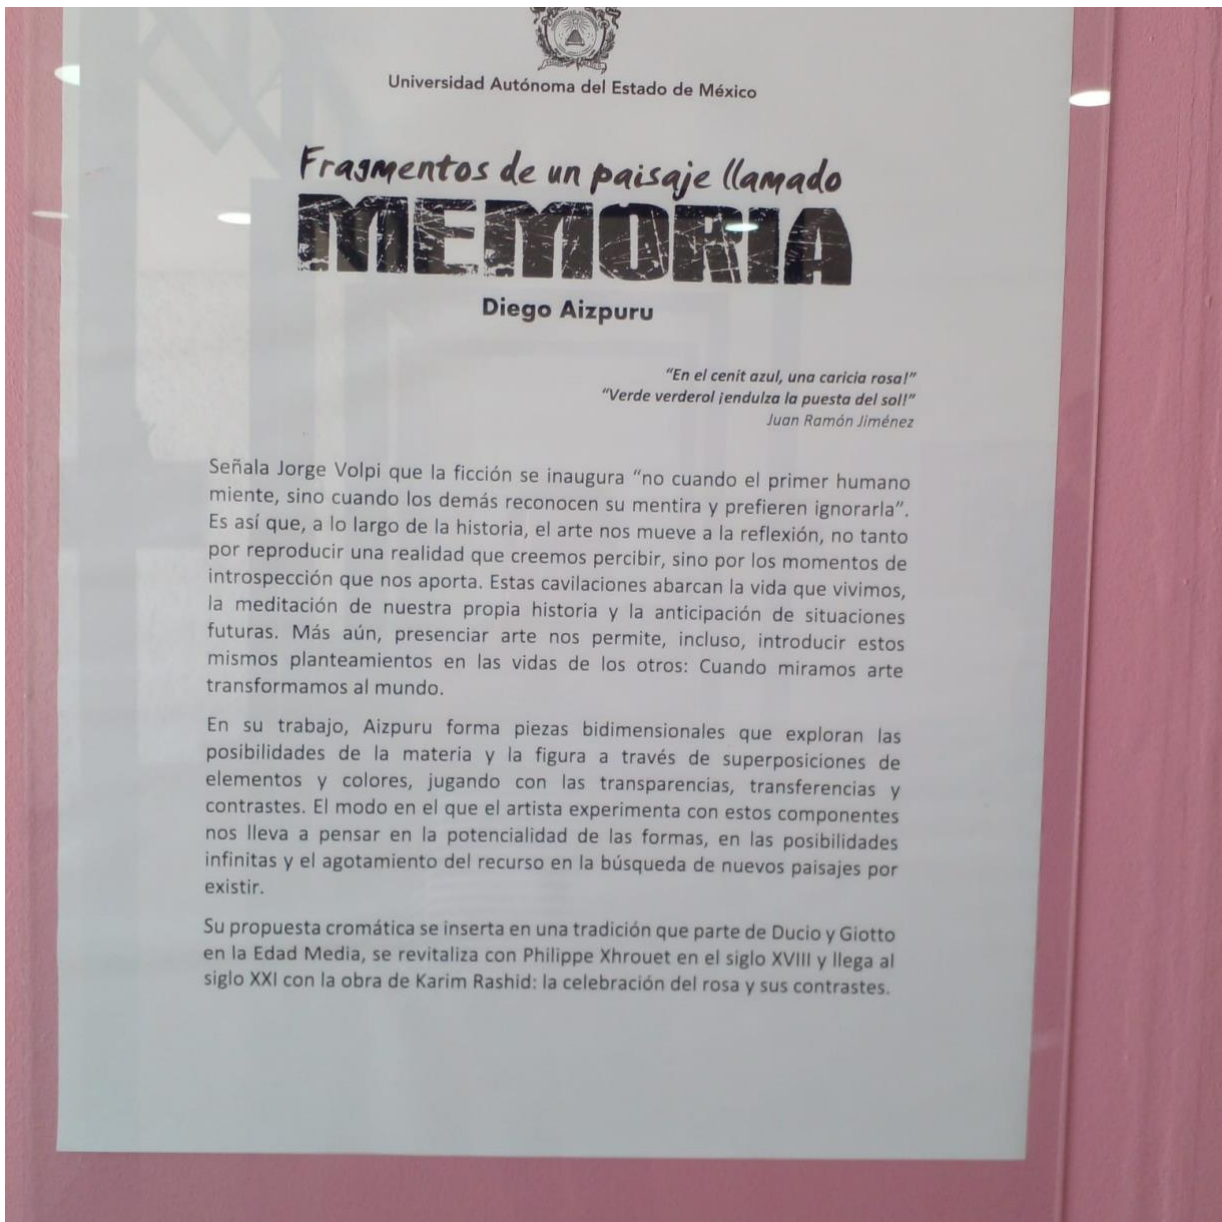 Universidad Autónoma del Estado de México
Fragmentos de un paisaje llamado
MEMORIA
Diego Aizpuru
“En el cenit azul, una caricia rosa!”
“Verde verderol ¡endulza la puesta del sol!”
Juan Ramón Jiménez
Señala Jorge Volpi que la ficción se inaugura “no cuando el primer humano
miente, sino cuando los demás reconocen su mentira y prefieren ignorarla”.
Es así que, a lo largo de la historia, el arte nos mueve a la reflexión, no tanto
por reproducir una realidad que creemos percibir, sino por los momentos de
introspección que nos aporta. Estas cavilaciones abarcan la vida que vivimos,
la meditación de nuestra propia historia y la anticipación de situaciones
futuras. Más aún, presenciar arte nos permite, incluso, introducir estos
mismos planteamientos en las vidas de los otros: Cuando miramos arte
transformamos al mundo.
En su trabajo, Aizpuru forma piezas bidimensionales que exploran las
posibilidades de la materia y la figura a través de superposiciones de
elementos y colores, jugando con las transparencias, transferencias y
contrastes. El modo en el que el artista experimenta con estos componentes
nos lleva a pensar en la potencialidad de las formas, en las posibilidades
infinitas y el agotamiento del recurso en la búsqueda de nuevos paisajes por
existir.
Su propuesta cromática se inserta en una tradición que parte de Ducio y Giotto
en la Edad Media, se revitaliza con Philippe Xhrouet en el siglo XVIII y llega al
siglo XXI con la obra de Karim Rashid: la celebración del rosa y sus contrastes.